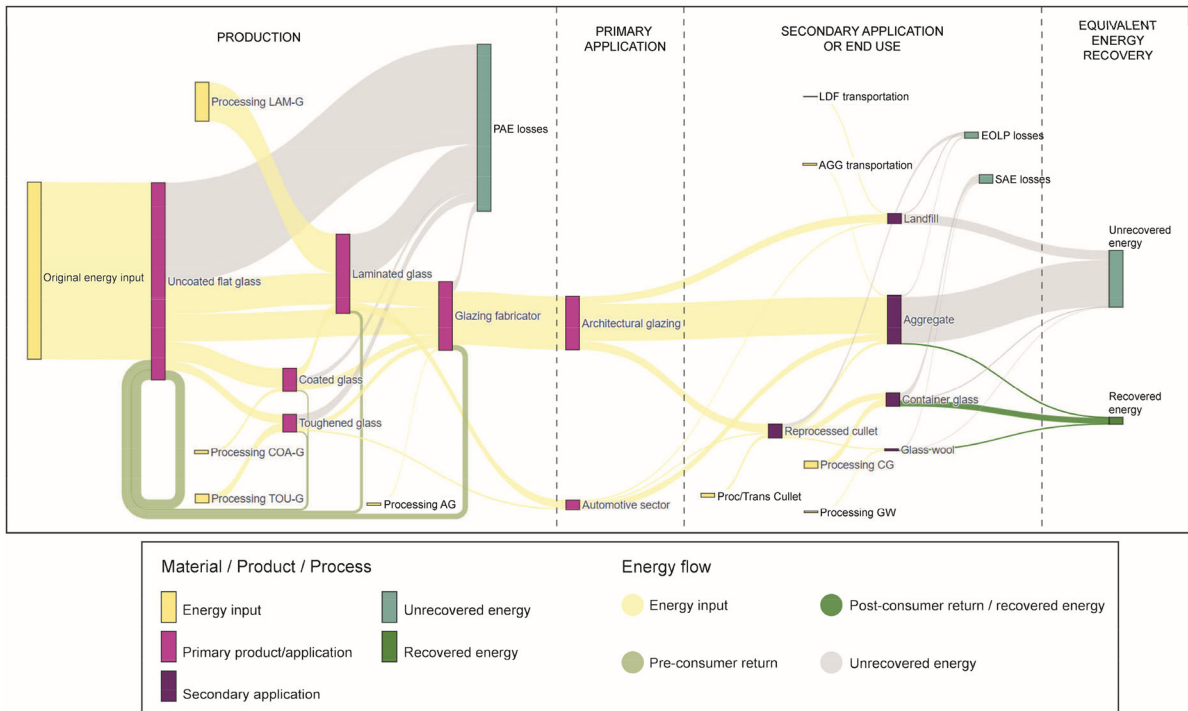 PRODUCTION
PRIMARY
APPLICATION
SECONDARY APPLICATION
OR END USE
EQUIVALENT
ENERGY
RECOVERY
Processing LAM-G
PAE losses
LDF transportation
EOLP losses
AGG transportation
SAE losses
Landfill
Unrecovered
energy
Original energy input
Uncoated flat glass
Laminated glass
Glazing fabricator
Architectural glazing
Aggregate
Coated glass
Toughened glass
Container glass
Recovered
energy
Reprocessed cullet
Glass wool
Processing COA-G
Processing CG
Processing TOU-G
Processing AG
Automotive sector
Proc/Trans Cullet
Processing GW
Material / Product / Process
Energy flow
Energy input
Unrecovered energy
Energy input
Post-consumer return / recovered energy
Primary product/application
Recovered energy
Pre-consumer return
Unrecovered energy
Secondary application